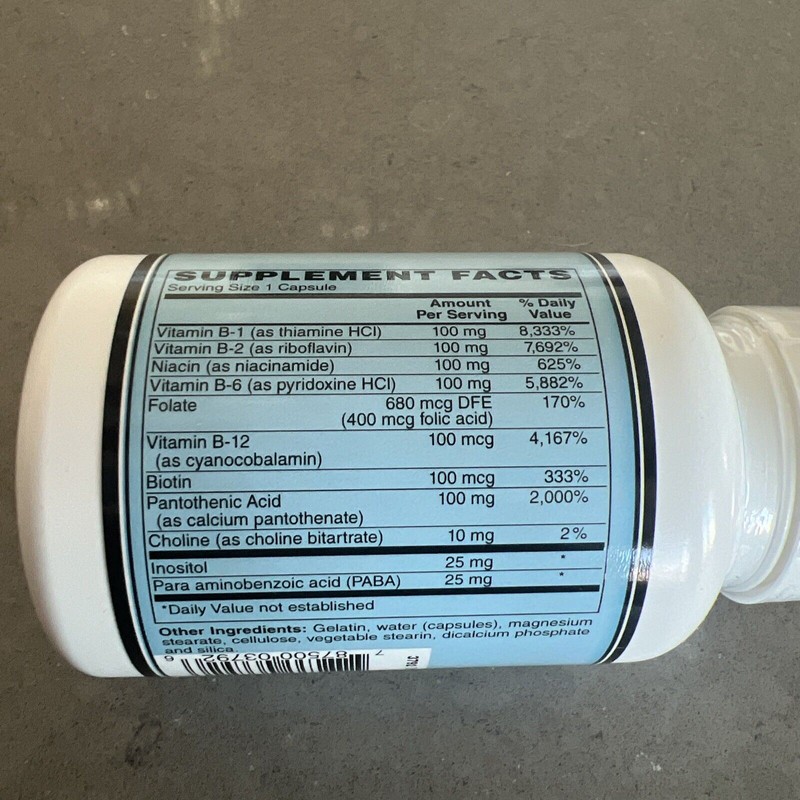 SUPPLEMENT FACTS
Serving Size 1 Capsule
Amount Per Serving % Daily Value
Vitamin B-1 (as thiamine HCl) 100 mg 8,333%
Vitamin B-2 (as riboflavin) 100 mg 7,692%
Niacin (as niacinamide) 100 mg 625%
Vitamin B-6 (as pyridoxine HCl) 100 mg 5,882%
Folate 680 mcg DFE 170%
(400 mcg folic acid)
Vitamin B-12 100 mcg 4,167%
(as cyanocobalamin)
Biotin 100 mcg 333%
Pantothenic Acid 100 mg 2,000%
(as calcium pantothenate)
Choline (as choline bitartrate) 10 mg 2%
Inositol 25 mg *
Para aminobenzoic acid (PABA) 25 mg *
*Daily Value not established
Other Ingredients: Gelatin, water (capsules), magnesium
stearate, cellulose, vegetable stearin, dicalcium phosphate
and silica
7 87500 03792 6